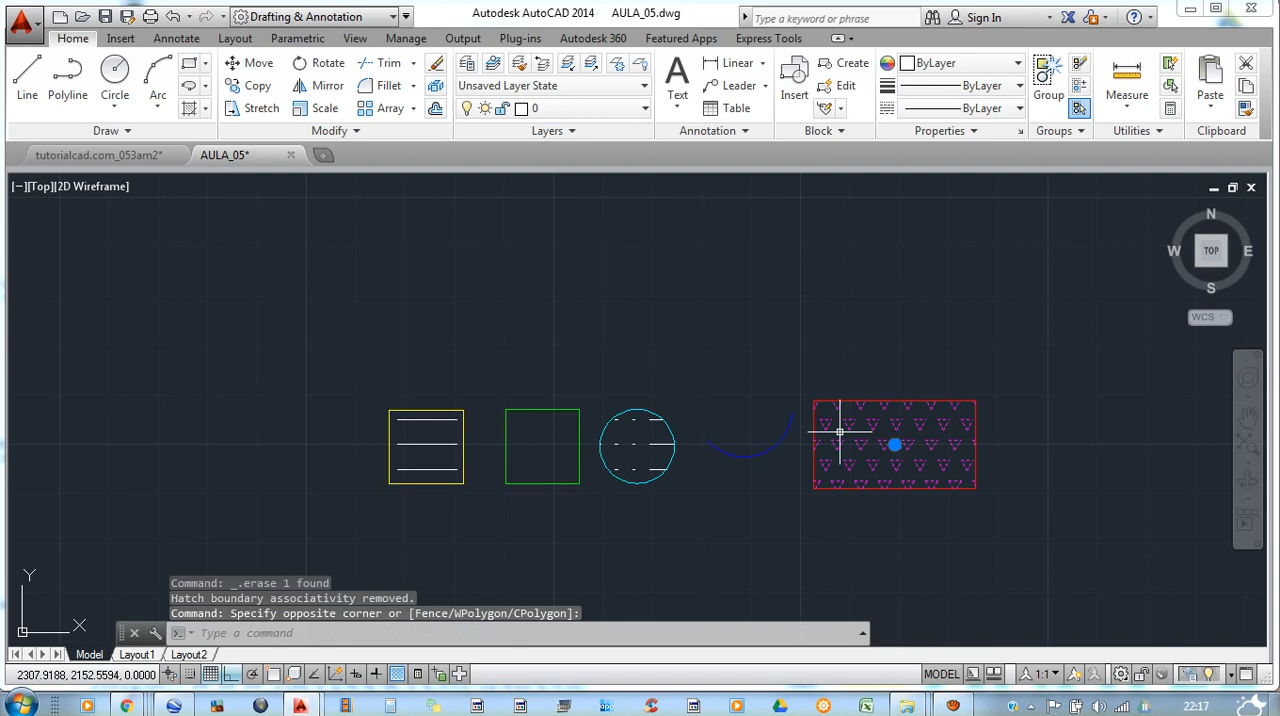 Drafting & Annotation
Autodesk AutoCAD 2014 AULA_05.dwg
Type a keyword or phrase
Sign In
Home Insert Annotate Layout Parametric View Manage Output Plug-ins Autodesk 360 Featured Apps Express Tools
Line Polyline Circle Arc
Move Rotate Trim
Copy Mirror Fillet
Stretch Scale Array
Unsaved Layer State
0
Text
Linear
Leader
Table
Insert
Create
Edit
ByLayer
ByLayer
ByLayer
Group
Measure
Paste
Draw Modify Layers Annotation Block Properties Groups Utilities Clipboard
tutorialcad.com_053am2* AULA_05*
[−][Top][2D Wireframe]
N
W TOP E
S
WCS
Y
X
Command: _.erase 1 found
Hatch boundary associativity removed.
Command: Specify opposite corner or [Fence/WPolygon/CPolygon]:
Type a command
Model Layout1 Layout2
2307.9188, 2152.5594, 0.0000
MODEL
1:1
22:17